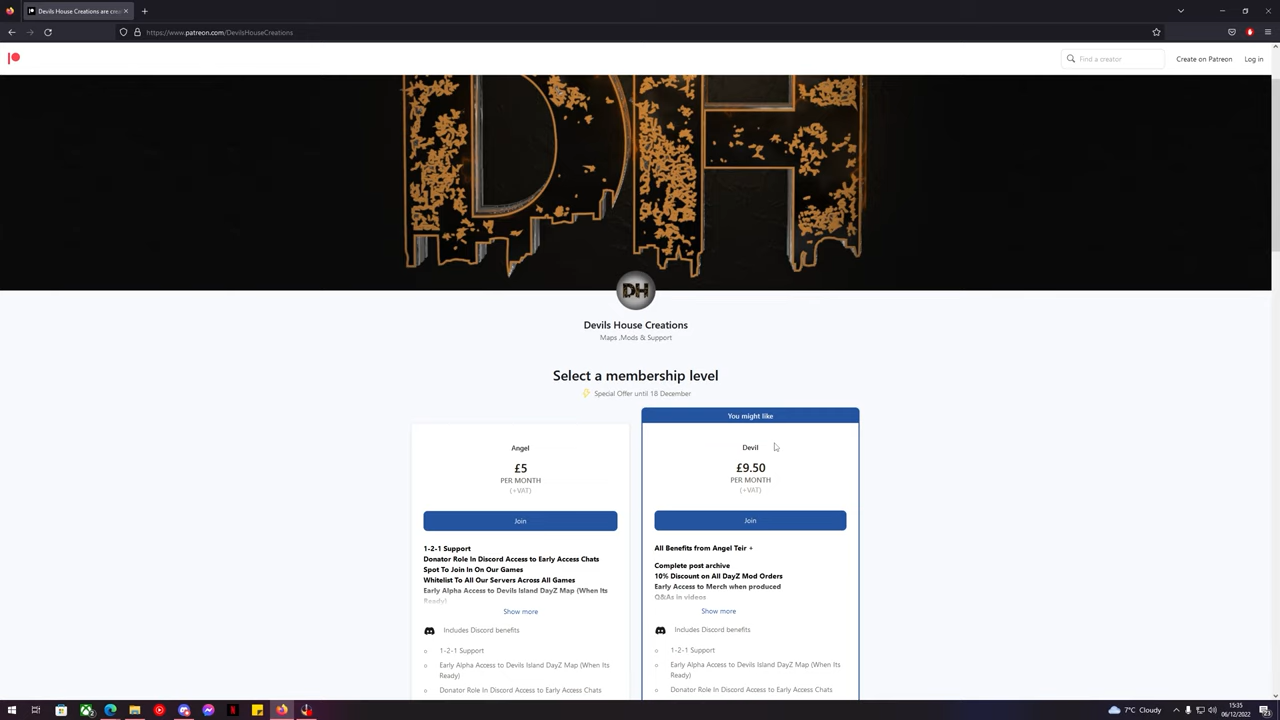 Devils House Creations are cre
https://www.patreon.com/DevilsHouseCreations
Find a creator
Create on Patreon
Log in
DH
DH
Devils House Creations
Maps ,Mods & Support
Select a membership level
Special Offer until 18 December
You might like
Angel
£5
PER MONTH
(+VAT)
Join
1-2-1 Support
Donator Role In Discord Access to Early Access Chats
Spot To Join In On Our Games
Whitelist To All Our Servers Across All Games
Early Alpha Access to Devils Island DayZ Map (When Its
Ready)
Show more
Includes Discord benefits
1-2-1 Support
Early Alpha Access to Devils Island DayZ Map (When Its
Ready)
Donator Role In Discord Access to Early Access Chats
Devil
£9.50
PER MONTH
(+VAT)
Join
All Benefits from Angel Teir +
Complete post archive
10% Discount on All DayZ Mod Orders
Early Access to Merch when produced
Q&As in videos
Show more
Includes Discord benefits
1-2-1 Support
Early Alpha Access to Devils Island DayZ Map (When Its
Ready)
Donator Role In Discord Access to Early Access Chats
7°C Cloudy
15:35
06/12/2022